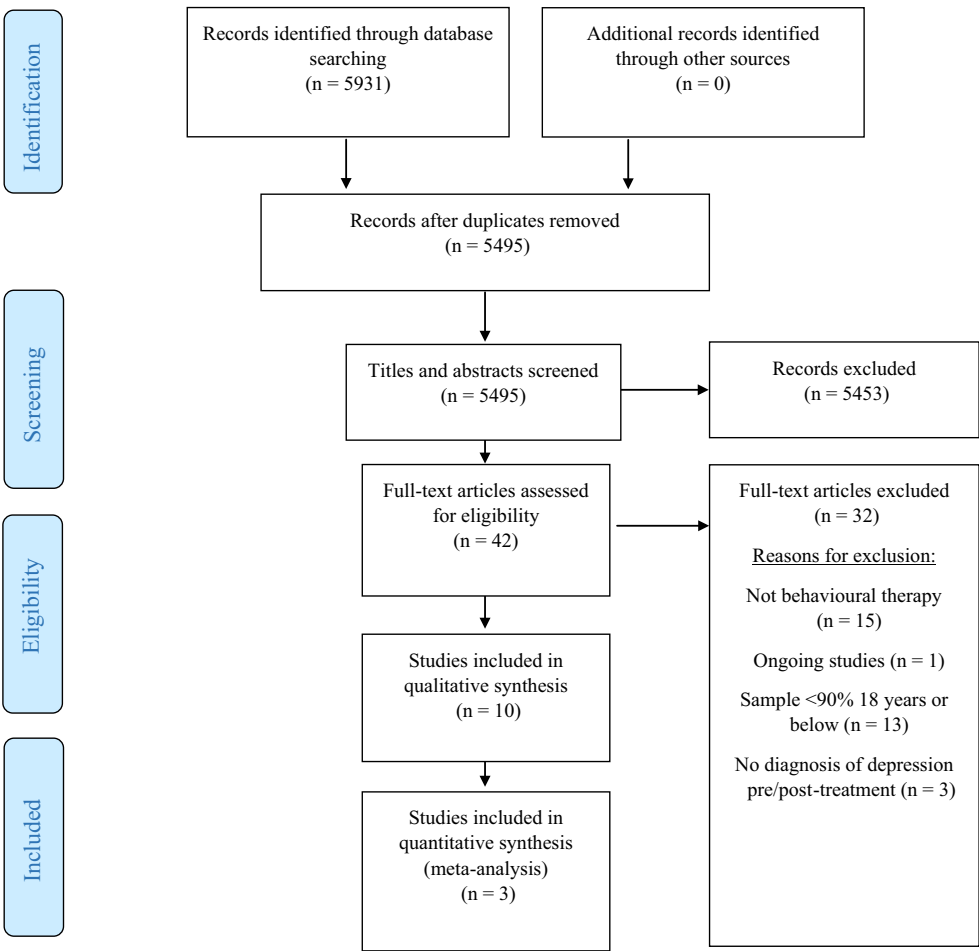 Identification
Records identified through database
searching
(n = 5931)
Additional records identified
through other sources
(n = 0)
Records after duplicates removed
(n = 5495)
Screening
Titles and abstracts screened
(n = 5495)
Records excluded
(n = 5453)
Eligibility
Full-text articles assessed
for eligibility
(n = 42)
Full-text articles excluded
(n = 32)
Reasons for exclusion:
Not behavioural therapy
(n = 15)
Ongoing studies (n = 1)
Sample <90% 18 years or
below (n = 13)
No diagnosis of depression
pre/post-treatment (n = 3)
Studies included in
qualitative synthesis
(n = 10)
Included
Studies included in
quantitative synthesis
(meta-analysis)
(n = 3)